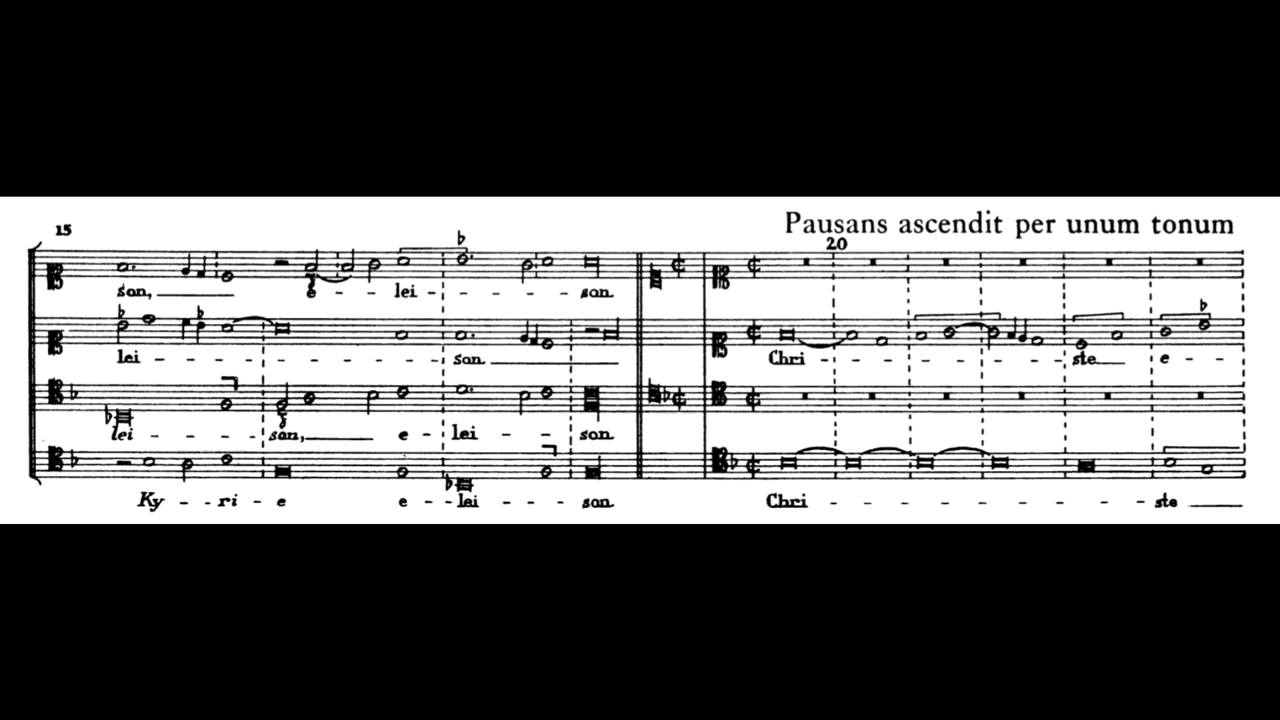 Pausans ascendit per unum tonum
15
20
son, e - lei - - - - - son.
lei - - - - - - - - - son. Chri - - - - - - - ste e - -
lei - - - son, e - lei - - son.
Ky - - ri - e e - - lei - - - son. Chri - - - - - - - - - ste